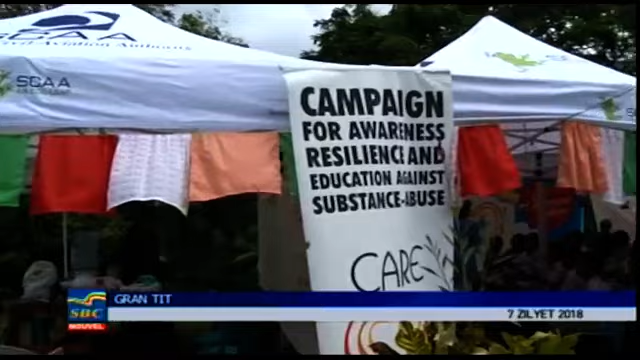 SCAA
Civil Aviation Authority
SCAA
CAMPAIGN
FOR AWARENESS
RESILIENCE AND
EDUCATION AGAINST
SUBSTANCE-ABUSE
CARE
SBC
NOUVEL
GRAN TIT
7 ZILYET 2018